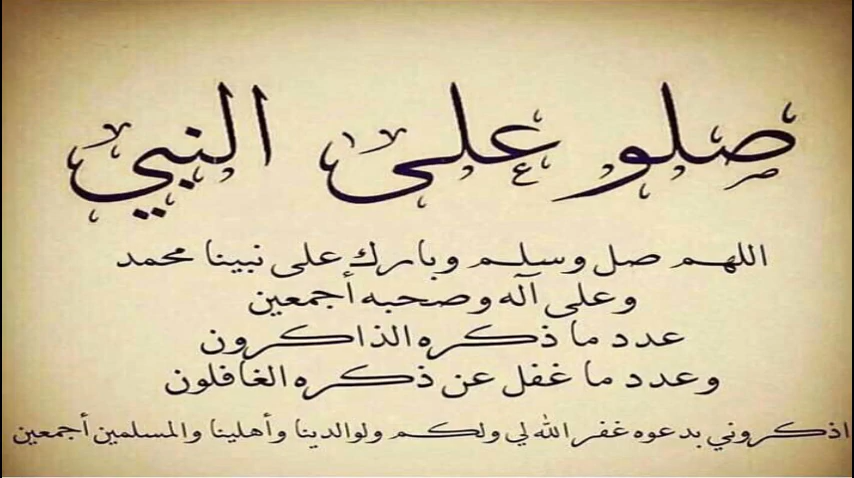 صلو على النبي
اللهم صل وسلم وبارك على نبينا محمد
وعلى آله وصحبه أجمعين
عدد ما ذكره الذاكرون
وعدد ما غفل عن ذكره الغافلون
اذكروني بدعوه غفر الله لي ولكم ولوالدينا وأهلينا والمسلمين أجمعين